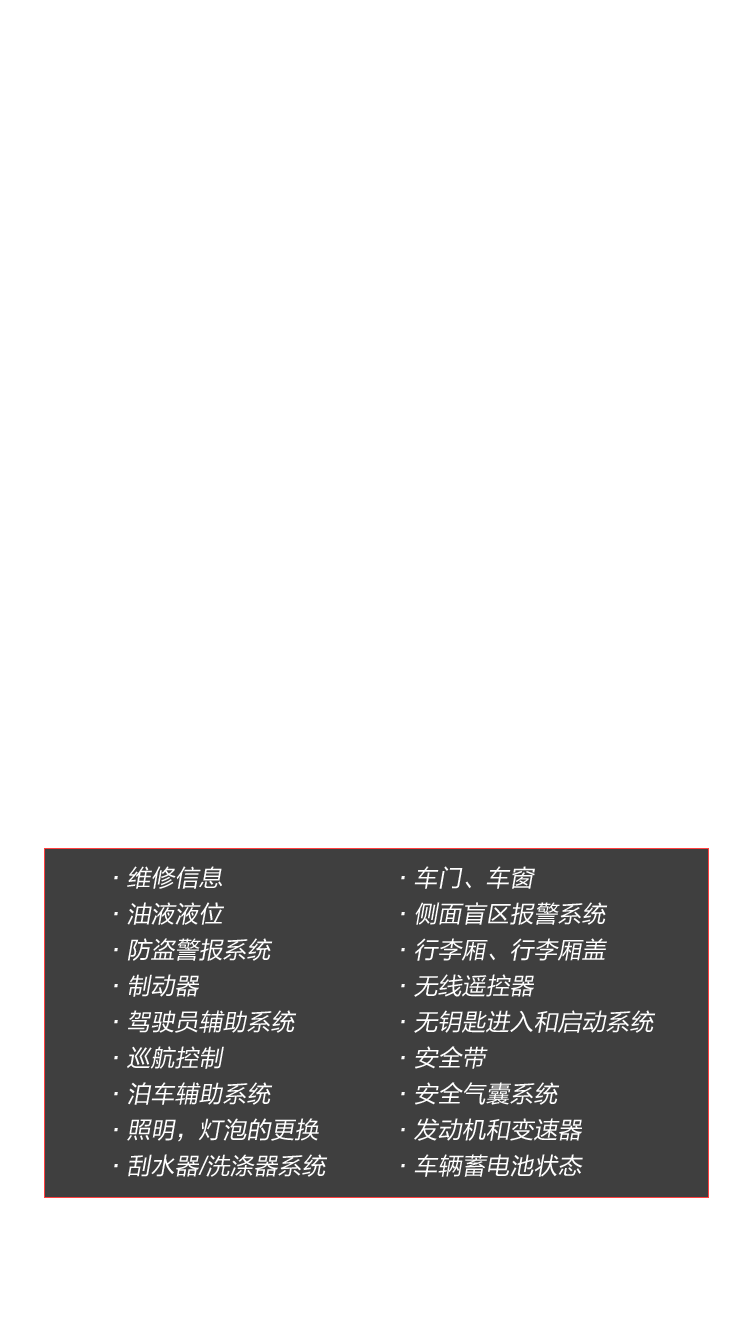 · 维修信息
· 油液液位
· 防盗警报系统
· 制动器
· 驾驶员辅助系统
· 巡航控制
· 泊车辅助系统
· 照明，灯泡的更换
· 刮水器/洗涤器系统
· 车门、车窗
· 侧面盲区报警系统
· 行李厢、行李厢盖
· 无线遥控器
· 无钥匙进入和启动系统
· 安全带
· 安全气囊系统
· 发动机和变速器
· 车辆蓄电池状态